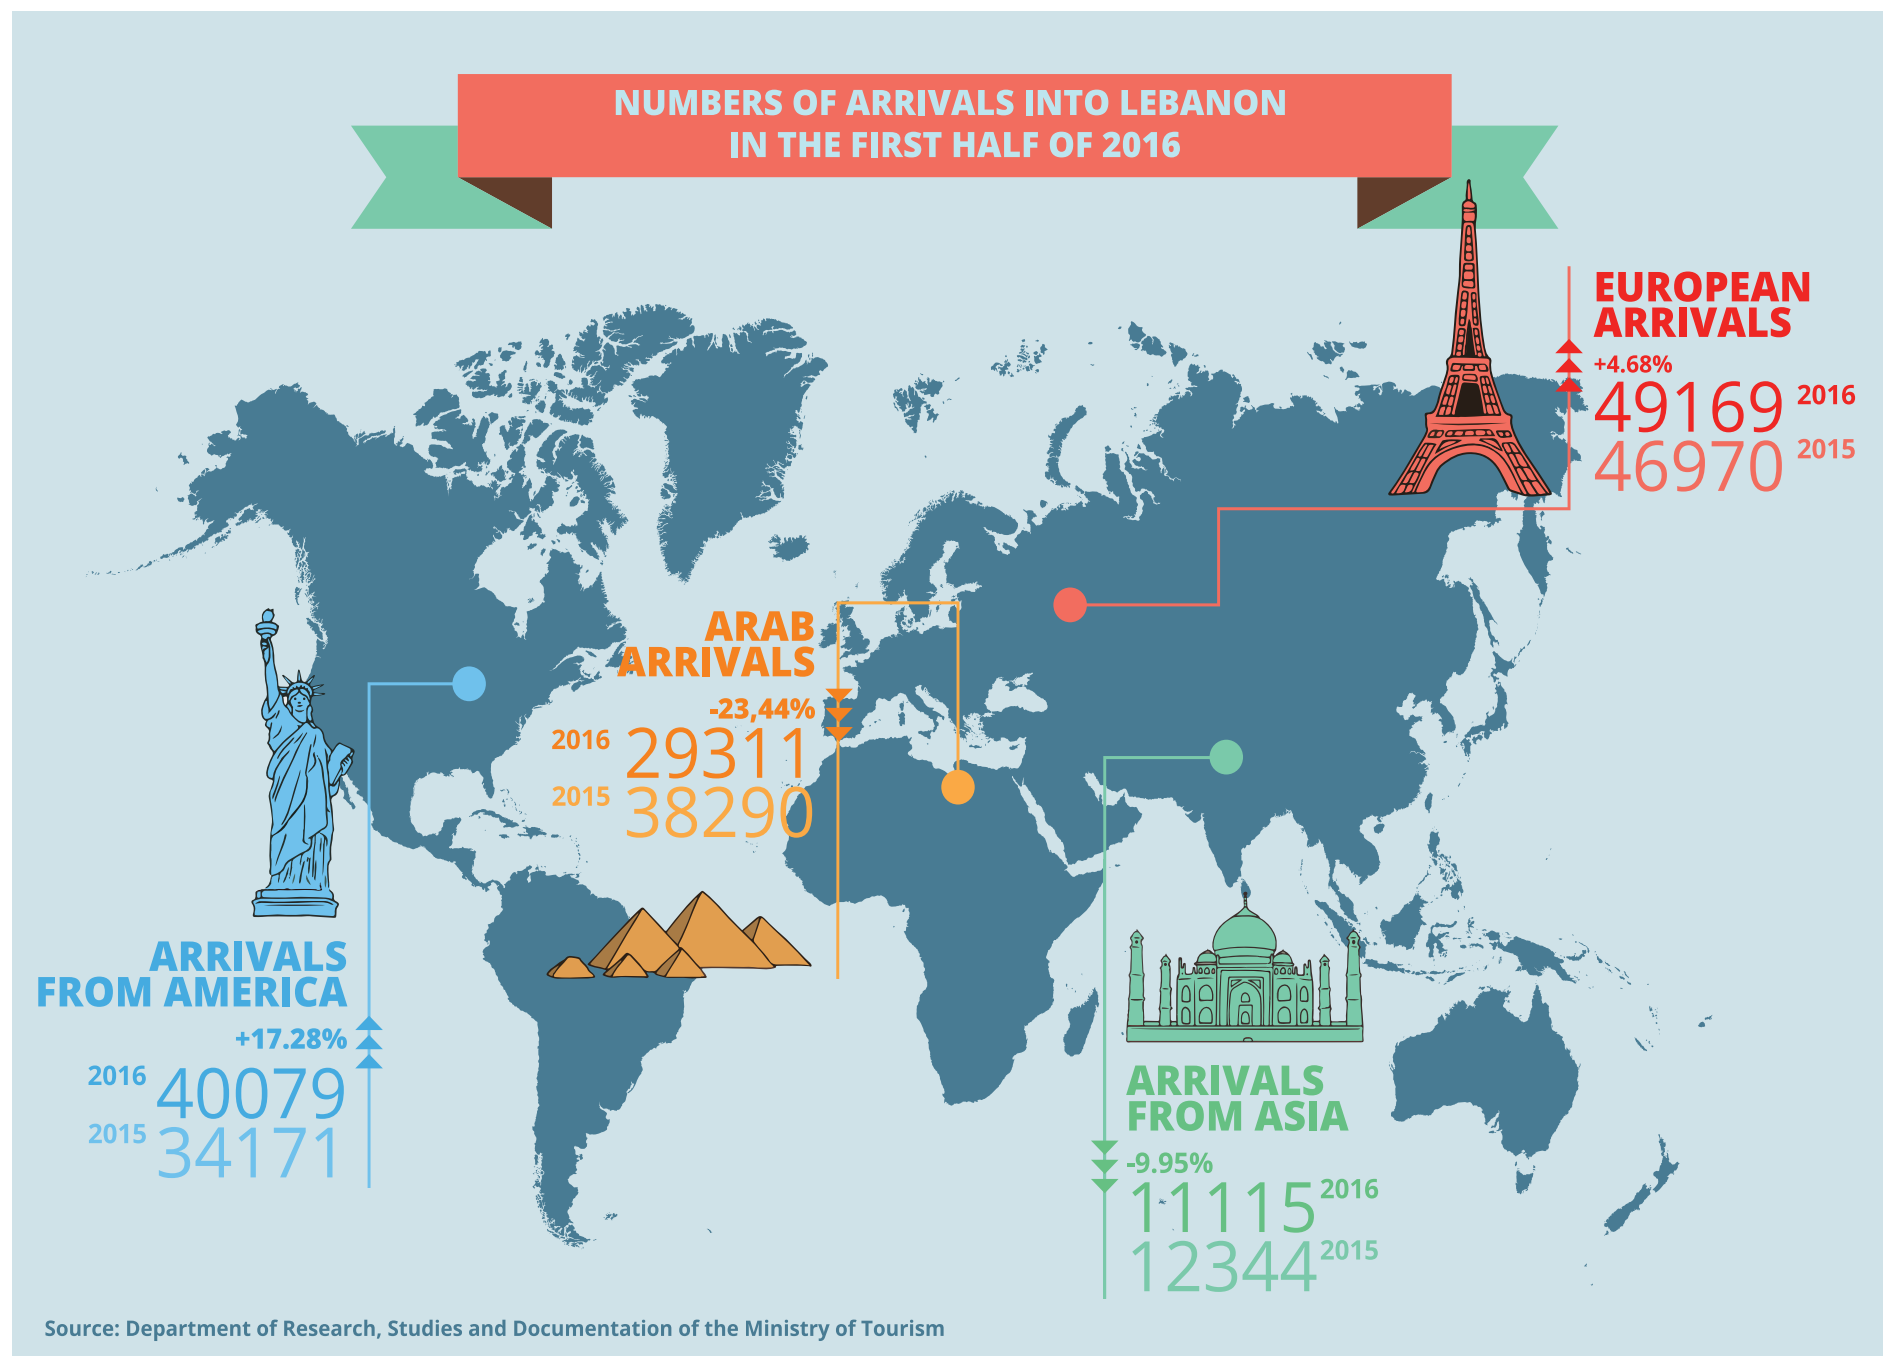 NUMBERS OF ARRIVALS INTO LEBANON
IN THE FIRST HALF OF 2016
EUROPEAN
ARRIVALS
+4.68%
49169 2016
46970 2015
ARAB
ARRIVALS
-23,44%
2016 29311
2015 38290
ARRIVALS
FROM AMERICA
+17.28%
2016 40079
2015 34171
ARRIVALS
FROM ASIA
-9.95%
11115 2016
12344 2015
Source: Department of Research, Studies and Documentation of the Ministry of Tourism